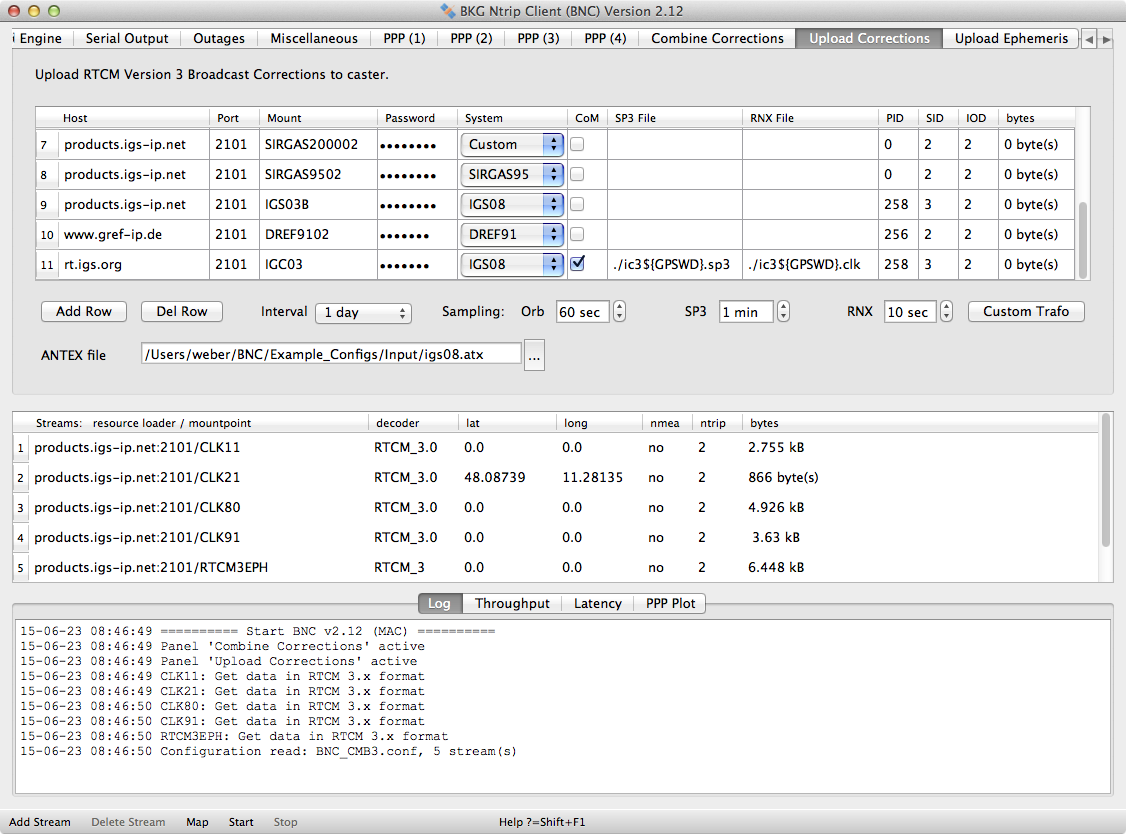 BKG Ntrip Client (BNC) Version 2.12
i Engine Serial Output Outages Miscellaneous PPP (1) PPP (2) PPP (3) PPP (4) Combine Corrections Upload Corrections Upload Ephemeris
Upload RTCM Version 3 Broadcast Corrections to caster.
Host Port Mount Password System CoM SP3 File RNX File PID SID IOD bytes
7 products.igs-ip.net 2101 SIRGAS200002 ●●●●●●●● Custom 0 2 2 0 byte(s)
8 products.igs-ip.net 2101 SIRGAS9502 ●●●●●●●● SIRGAS95 0 2 2 0 byte(s)
9 products.igs-ip.net 2101 IGS03B ●●●●●●●● IGS08 258 3 2 0 byte(s)
10 www.gref-ip.de 2101 DREF9102 ●●●●●●● DREF91 256 2 2 0 byte(s)
11 rt.igs.org 2101 IGC03 ●●●●●●● IGS08 ./ic3${GPSWD}.sp3 ./ic3${GPSWD}.clk 258 3 2 0 byte(s)
Add Row Del Row Interval 1 day Sampling: Orb 60 sec SP3 1 min RNX 10 sec Custom Trafo
ANTEX file /Users/weber/BNC/Example_Configs/Input/igs08.atx ...
Streams: resource loader / mountpoint decoder lat long nmea ntrip bytes
1 products.igs-ip.net:2101/CLK11 RTCM_3.0 0.0 0.0 no 2 2.755 kB
2 products.igs-ip.net:2101/CLK21 RTCM_3.0 48.08739 11.28135 no 2 866 byte(s)
3 products.igs-ip.net:2101/CLK80 RTCM_3.0 0.0 0.0 no 2 4.926 kB
4 products.igs-ip.net:2101/CLK91 RTCM_3.0 0.0 0.0 no 2 3.63 kB
5 products.igs-ip.net:2101/RTCM3EPH RTCM_3 0.0 0.0 no 2 6.448 kB
Log Throughput Latency PPP Plot
15-06-23 08:46:49 ========== Start BNC v2.12 (MAC) ==========
15-06-23 08:46:49 Panel 'Combine Corrections' active
15-06-23 08:46:49 Panel 'Upload Corrections' active
15-06-23 08:46:49 CLK11: Get data in RTCM 3.x format
15-06-23 08:46:49 CLK21: Get data in RTCM 3.x format
15-06-23 08:46:50 CLK80: Get data in RTCM 3.x format
15-06-23 08:46:50 CLK91: Get data in RTCM 3.x format
15-06-23 08:46:50 RTCM3EPH: Get data in RTCM 3.x format
15-06-23 08:46:50 Configuration read: BNC_CMB3.conf, 5 stream(s)
Add Stream Delete Stream Map Start Stop Help ?=Shift+F1